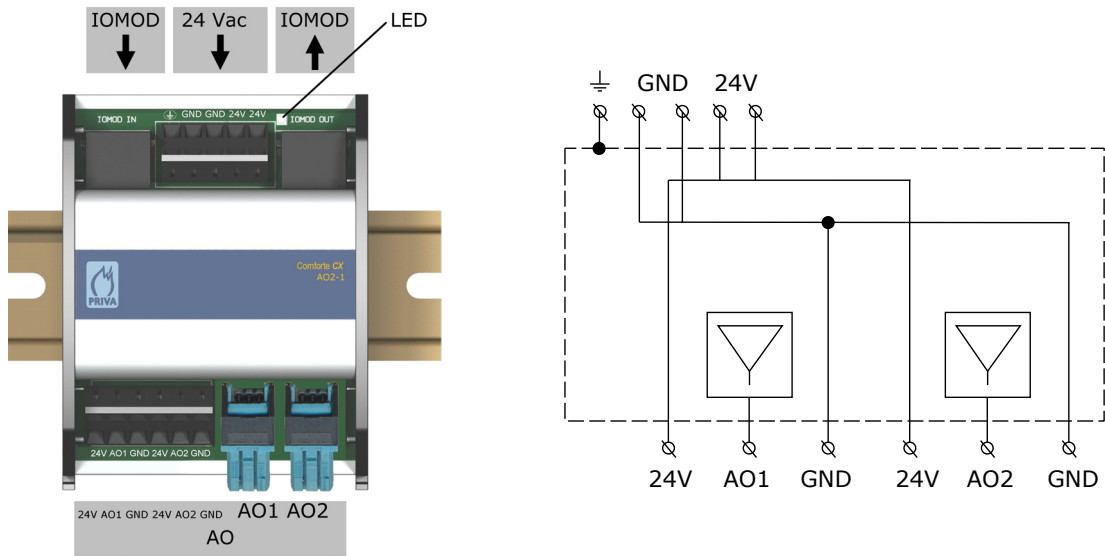 IOMOD 24 Vac IOMOD LED
IOMOD IN GND GND 24V 24V IOMOD OUT
Comforte CX
AO2-1
PRIVA
24V AO1 GND 24V AO2 GND
24V AO1 GND 24V AO2 GND AO1 AO2
AO
GND 24V
24V AO1 GND 24V AO2 GND